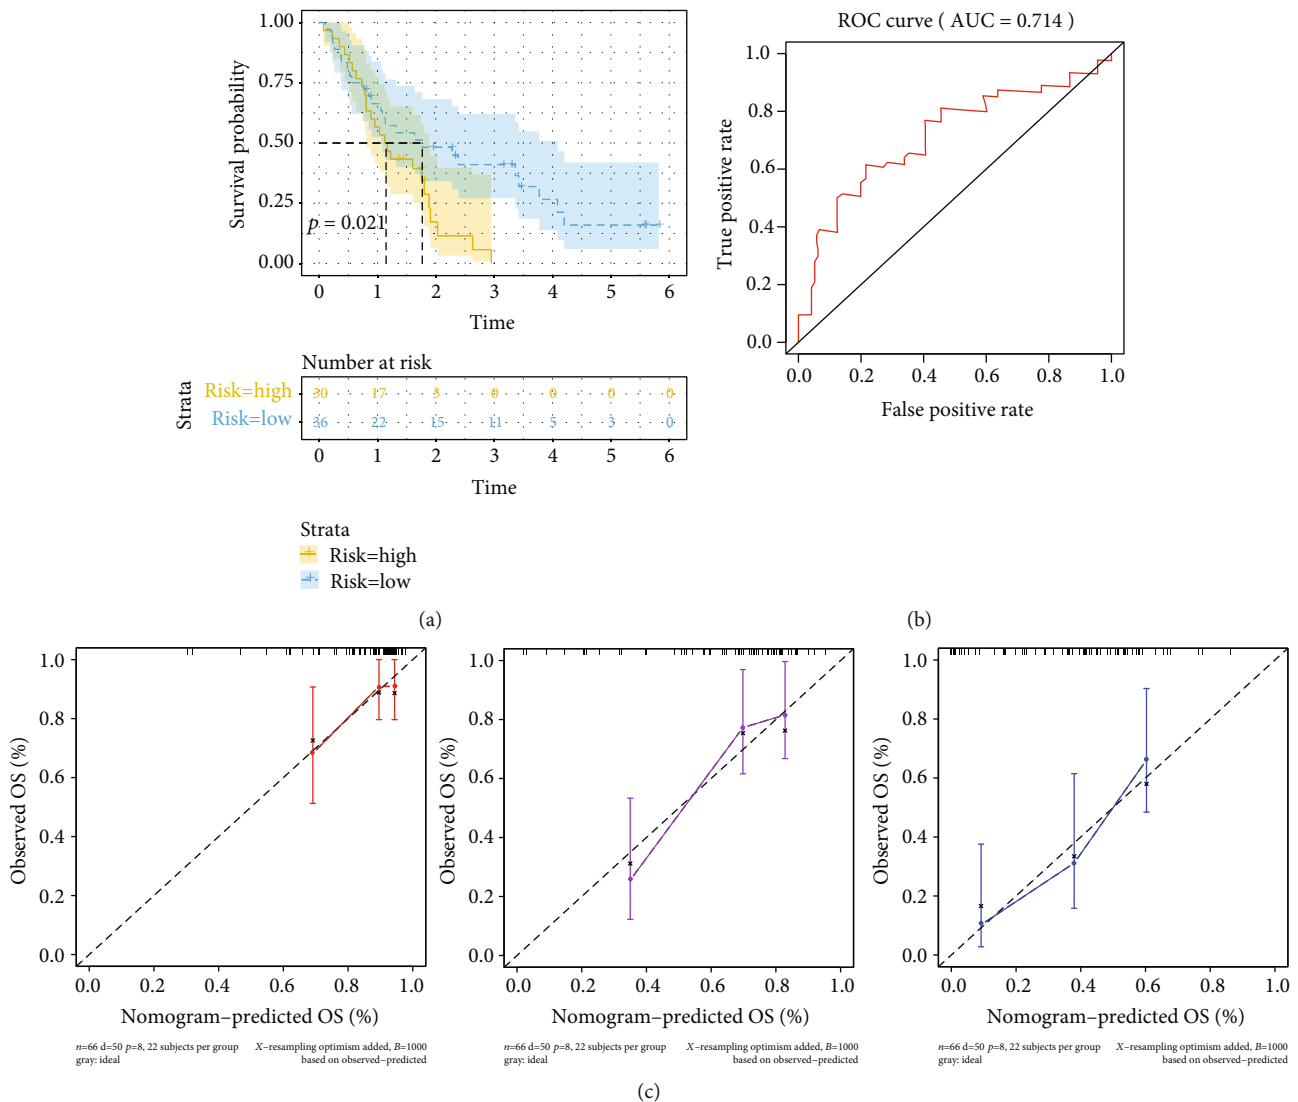 1.00
0.75
0.50
0.25
0.00
Survival probability
p = 0.021
0 1 2 3 4 5 6
Time
Number at risk
Strata
Risk=high 30 17 3 0 0 0 0
Risk=low 36 22 15 11 5 3 0
0 1 2 3 4 5 6
Time
Strata
Risk=high
Risk=low
(a)
ROC curve ( AUC = 0.714 )
1.0
0.8
0.6
0.4
0.2
0.0
True positive rate
0.0 0.2 0.4 0.6 0.8 1.0
False positive rate
(b)
1.0
0.8
0.6
0.4
0.2
0.0
Observed OS (%)
0.0 0.2 0.4 0.6 0.8 1.0
Nomogram–predicted OS (%)
n=66 d=50 p=8, 22 subjects per group
gray: ideal
X–resampling optimism added, B=1000
based on observed–predicted
1.0
0.8
0.6
0.4
0.2
0.0
Observed OS (%)
0.0 0.2 0.4 0.6 0.8 1.0
Nomogram–predicted OS (%)
n=66 d=50 p=8, 22 subjects per group
gray: ideal
X–resampling optimism added, B=1000
based on observed–predicted
1.0
0.8
0.6
0.4
0.2
0.0
Observed OS (%)
0.0 0.2 0.4 0.6 0.8 1.0
Nomogram–predicted OS (%)
n=66 d=50 p=8, 22 subjects per group
gray: ideal
X–resampling optimism added, B=1000
based on observed–predicted
(c)